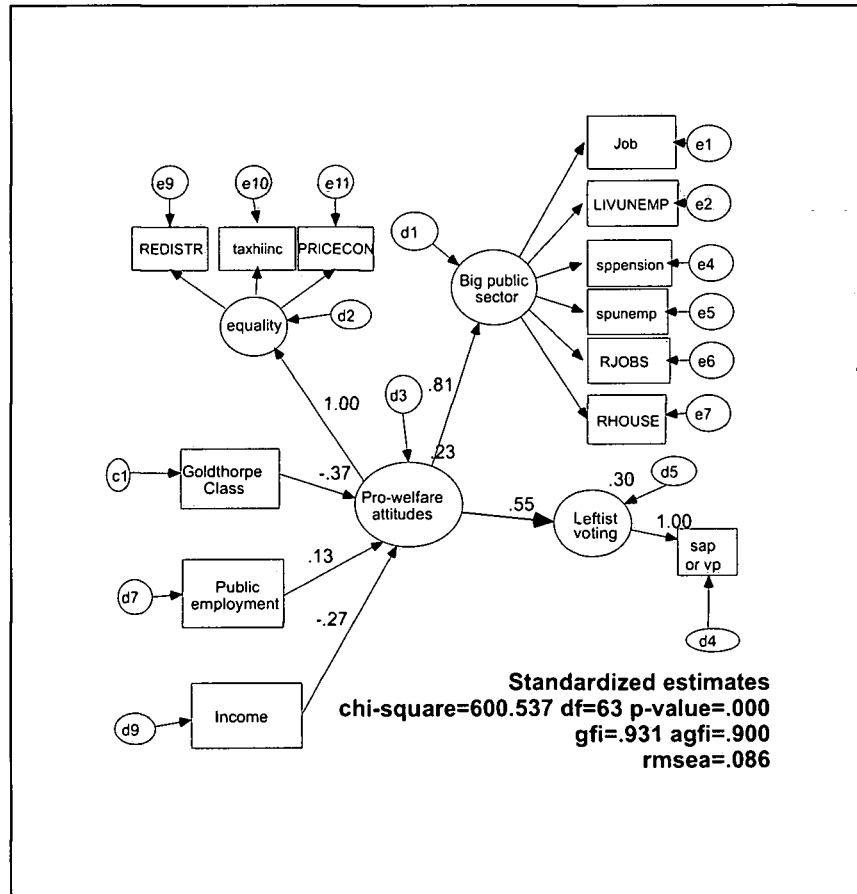 Job
e1
e9
e10
e11
LIVUNEMP
e2
REDISTR
taxhiinc
PRICECON
d1
Big public
sector
sppension
e4
equality
d2
spunemp
e5
RJOBS
e6
1.00
d3
.81
RHOUSE
e7
.23
c1
Goldthorpe
Class
-.37
Pro-welfare
attitudes
.30
d5
.55
Leftist
voting
1.00
sap
or vp
.13
d7
Public
employment
-.27
d4
d9
Income
Standardized estimates
chi-square=600.537 df=63 p-value=.000
gfi=.931 agfi=.900
rmsea=.086